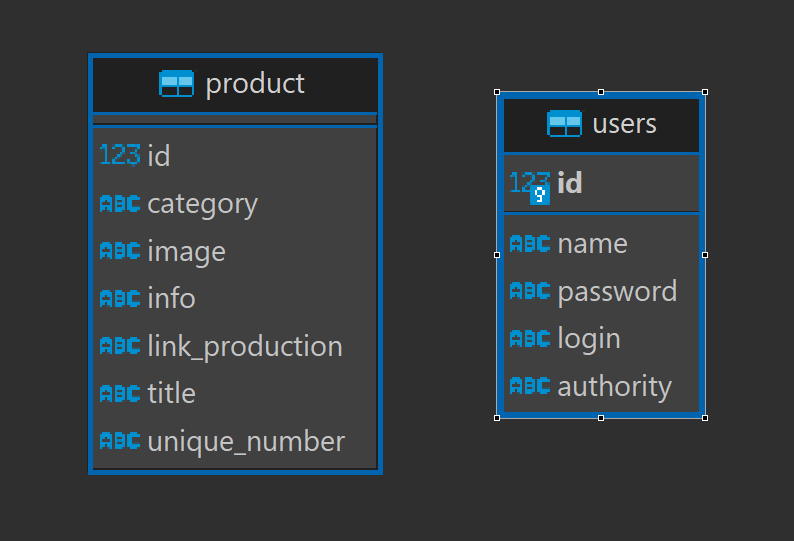 product
123 id
ABC category
ABC image
ABC info
ABC link_production
ABC title
ABC unique_number
users
123 id
ABC name
ABC password
ABC login
ABC authority